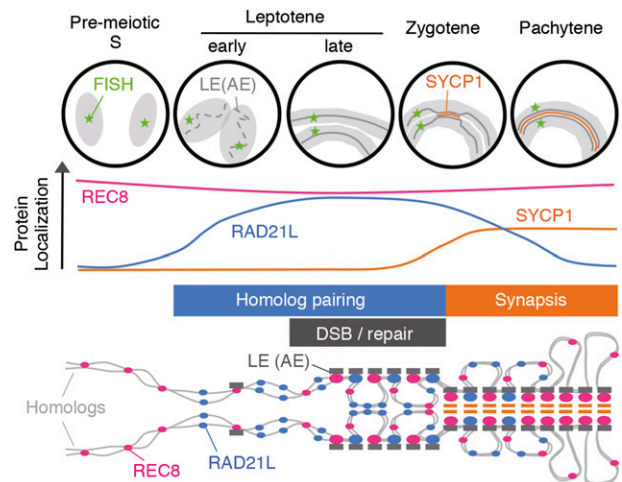 Pre-meiotic
S
Leptotene
early
late
Zygotene
Pachytene
FISH
LE(AE)
SYCP1
REC8
RAD21L
SYCP1
Protein
Localization
Homolog pairing
Synapsis
DSB / repair
LE (AE)
Homologs
REC8
RAD21L